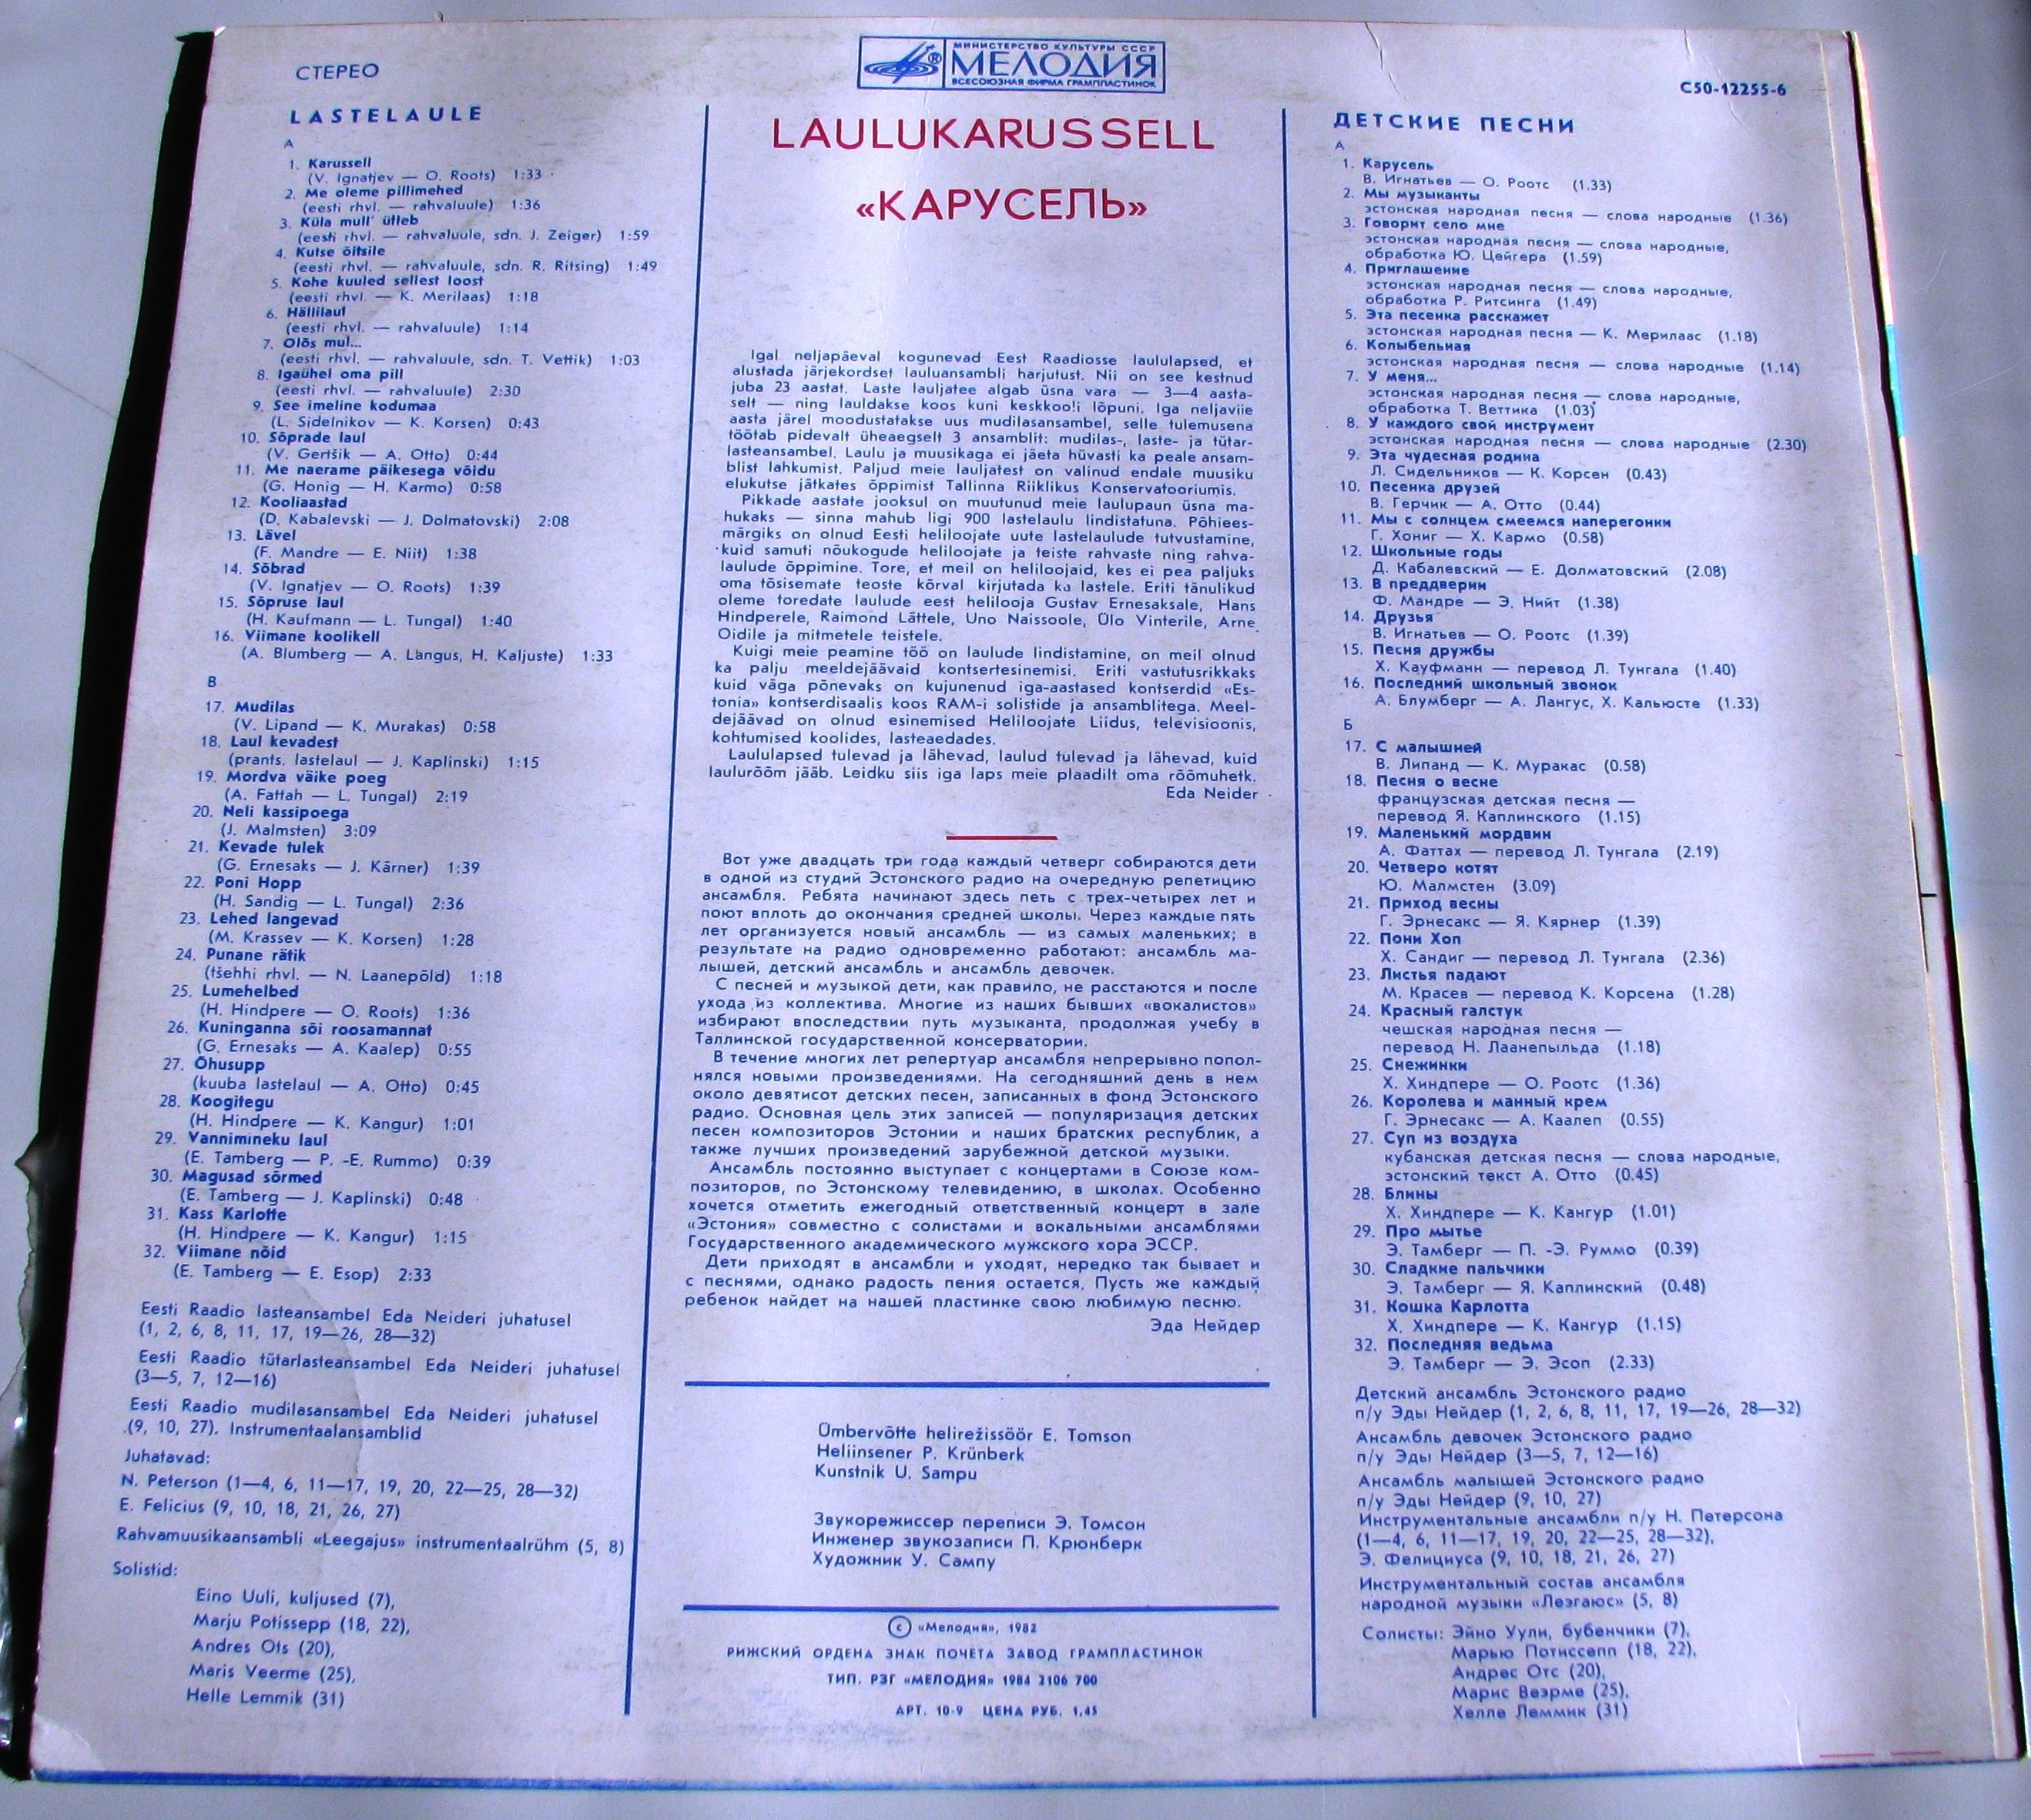 СТЕРЕО
МИНИСТЕРСТВО КУЛЬТУРЫ СССР
МЕЛОДИЯ
ВСЕСОЮЗНАЯ ФИРМА ГРАМПЛАСТИНОК
С50-12255-6
LASTELAULE
A
1. Karussell
(V. Ignatjev — O. Roots) 1:33
2. Me oleme pillimehed
(eesti rhvl. — rahvaluule) 1:36
3. Küla mull' ütleb
(eesti rhvl. — rahvaluule, sdn. J. Zeiger) 1:59
4. Kutse õitsile
(eesti rhvl. — rahvaluule, sdn. R. Ritsing) 1:49
5. Kohe kuuled sellest loost
(eesti rhvl. — K. Merilaas) 1:18
6. Hällilaul
(eesti rhvl. — rahvaluule) 1:14
7. Olõs mul...
(eesti rhvl. — rahvaluule, sdn. T. Vettik) 1:03
8. Igaühel oma pill
(eesti rhvl. — rahvaluule) 2:30
9. See imeline kodumaa
(L. Sidelnikov — K. Korsen) 0:43
10. Sõprade laul
(V. Gertšik — A. Otto) 0:44
11. Me naerame päikesega võidu
(G. Honig — H. Karmo) 0:58
12. Kooliaastad
(D. Kabalevski — J. Dolmatovski) 2:08
13. Lävel
(F. Mandre — E. Niit) 1:38
14. Sõbrad
(V. Ignatjev — O. Roots) 1:39
15. Sõpruse laul
(H. Kaufmann — L. Tungal) 1:40
16. Viimane koolikell
(A. Blumberg — A. Langus, H. Kaljuste) 1:33
B
17. Mudilas
(V. Lipand — K. Murakas) 0:58
18. Laul kevadest
(prants. lastelaul — J. Kaplinski) 1:15
19. Mordva väike poeg
(A. Fattah — L. Tungal) 2:19
20. Neli kassipoega
(J. Malmsten) 3:09
21. Kevade tulek
(G. Ernesaks — J. Kärner) 1:39
22. Poni Hopp
(H. Sandig — L. Tungal) 2:36
23. Lehed langevad
(M. Krassev — K. Korsen) 1:28
24. Punane rätik
(tšehhi rhvl. — N. Laanepõld) 1:18
25. Lumehelbed
(H. Hindpere — O. Roots) 1:36
26. Kuninganna sõi roosamannat
(G. Ernesaks — A. Kaalep) 0:55
27. Õhusupp
(kuuba lastelaul — A. Otto) 0:45
28. Koogitegu
(H. Hindpere — K. Kangur) 1:01
29. Vannimineku laul
(E. Tamberg — P. -E. Rummo) 0:39
30. Magusad sõrmed
(E. Tamberg — J. Kaplinski) 0:48
31. Kass Karlotte
(H. Hindpere — K. Kangur) 1:15
32. Viimane nõid
(E. Tamberg — E. Esop) 2:33
Eesti Raadio lasteansambel Eda Neideri juhatusel
(1, 2, 6, 8, 11, 17, 19—26, 28—32)
Eesti Raadio tütarlasteansambel Eda Neideri juhatusel
(3—5, 7, 12—16)
Eesti Raadio mudilasansambel Eda Neideri juhatusel
(9, 10, 27). Instrumentaalansamblid
Juhatavad:
N. Peterson (1—4, 6, 11—17, 19, 20, 22—25, 28—32)
E. Felicius (9, 10, 18, 21, 26, 27)
Rahvamuusikaansambli «Leegajus» instrumentaalrühm (5, 8)
Solistid:
Eino Uuli, kuljused (7),
Marju Potissepp (18, 22),
Andres Ots (20),
Maris Veerme (25),
Helle Lemmik (31)
LAULUKARUSSELL
«КАРУСЕЛЬ»
Igal neljapäeval kogunevad Eest Raadiosse laululapsed, et
alustada järjekordset lauluansambli harjutust. Nii on see kestnud
juba 23 aastat. Laste lauljatee algab üsna vara — 3—4 aasta-
selt — ning lauldakse koos kuni keskkooli lõpuni. Iga neljaviie
aasta järel moodustatakse uus mudilasansambel, selle tulemusena
töötab pidevalt üheaegselt 3 ansamblit: mudilas-, laste- ja tütar-
lasteansambel. Laulu ja muusikaga ei jäeta hüvasti ka peale ansam-
blist lahkumist. Paljud meie lauljatest on valinud endale muusiku
elukutse jätkates õppimist Tallinna Riiklikus Konservatooriumis.
Pikkade aastate jooksul on muutunud meie laulupaun üsna ma-
hukaks — sinna mahub ligi 900 lastelaulu lindistatuna. Põhiees-
märgiks on olnud Eesti heliloojate uute lastelaulude tutvustamine,
kuid samuti nõukogude heliloojate ja teiste rahvaste ning rahva-
laulude õppimine. Tore, et meil on heliloojaid, kes ei pea paljuks
oma tõsisemate teoste kõrval kirjutada ka lastele. Eriti tänulikud
oleme toredate laulude eest helilooja Gustav Ernesaksale, Hans
Hindperele, Raimond Lättele, Uno Naissoole, Ülo Vinterile, Arne
Oidile ja mitmetele teistele.
Kuigi meie peamine töö on laulude lindistamine, on meil olnud
ka palju meeldejäävaid kontsertesinemisi. Eriti vastutusrikkaks
kuid väga põnevaks on kujunenud iga-aastased kontserdid «Es-
tonia» kontserdisaalis koos RAM-i solistide ja ansamblitega. Meel-
dejäävad on olnud esinemised Heliloojate Liidus, televisioonis,
kohtumised koolides, lasteaedades.
Laululapsed tulevad ja lähevad, laulud tulevad ja lähevad, kuid
laulurõõm jääb. Leidku siis iga laps meie plaadilt oma rõõmuhetk.
Eda Neider
Вот уже двадцать три года каждый четверг собираются дети
в одной из студий Эстонского радио на очередную репетицию
ансамбля. Ребята начинают здесь петь с трех-четырех лет и
поют вплоть до окончания средней школы. Через каждые пять
лет организуется новый ансамбль — из самых маленьких; в
результате на радио одновременно работают: ансамбль ма-
лышей, детский ансамбль и ансамбль девочек.
С песней и музыкой дети, как правило, не расстаются и после
ухода из коллектива. Многие из наших бывших «вокалистов»
избирают впоследствии путь музыканта, продолжая учебу в
Таллинской государственной консерватории.
В течение многих лет репертуар ансамбля непрерывно попол-
нялся новыми произведениями. На сегодняшний день в нем
около девятисот детских песен, записанных в фонд Эстонского
радио. Основная цель этих записей — популяризация детских
песен композиторов Эстонии и наших братских республик, а
также лучших произведений зарубежной детской музыки.
Ансамбль постоянно выступает с концертами в Союзе ком-
позиторов, по Эстонскому телевидению, в школах. Особенно
хочется отметить ежегодный ответственный концерт в зале
«Эстония» совместно с солистами и вокальными ансамблями
Государственного академического мужского хора ЭССР.
Дети приходят в ансамбли и уходят, нередко так бывает и
с песнями, однако радость пения остается. Пусть же каждый
ребенок найдет на нашей пластинке свою любимую песню.
Эда Нейдер
Ümbervõtte helirežissöör E. Tomson
Heliinsener P. Krünberk
Kunstnik U. Sampu
Звукорежиссер переписи Э. Томсон
Инженер звукозаписи П. Крюнберк
Художник У. Сампу
© «Мелодия», 1982
РИЖСКИЙ ОРДЕНА ЗНАК ПОЧЕТА ЗАВОД ГРАМПЛАСТИНОК
ТИП. РЗГ «МЕЛОДИЯ» 1984 2106 700
АРТ. 10-9 ЦЕНА РУБ. 1.45
ДЕТСКИЕ ПЕСНИ
А
1. Карусель
В. Игнатьев — О. Роотс (1.33)
2. Мы музыканты
эстонская народная песня — слова народные (1.36)
3. Говорит село мне
эстонская народная песня — слова народные,
обработка Ю. Цейгера (1.59)
4. Приглашение
эстонская народная песня — слова народные,
обработка Р. Ритсинга (1.49)
5. Эта песенка расскажет
эстонская народная песня — К. Мерилаас (1.18)
6. Колыбельная
эстонская народная песня — слова народные (1.14)
7. У меня...
эстонская народная песня — слова народные,
обработка Т. Веттика (1.03)
8. У каждого свой инструмент
эстонская народная песня — слова народные (2.30)
9. Эта чудесная родина
Л. Сидельников — К. Корсен (0.43)
10. Песенка друзей
В. Герчик — А. Отто (0.44)
11. Мы с солнцем смеемся наперегонки
Г. Хониг — Х. Кармо (0.58)
12. Школьные годы
Д. Кабалевский — Е. Долматовский (2.08)
13. В преддверии
Ф. Мандре — Э. Нийт (1.38)
14. Друзья
В. Игнатьев — О. Роотс (1.39)
15. Песня дружбы
Х. Кауфманн — перевод Л. Тунгала (1.40)
16. Последний школьный звонок
А. Блумберг — А. Лангус, Х. Кальюсте (1.33)
Б
17. С малышней
В. Липанд — К. Муракас (0.58)
18. Песня о весне
французская детская песня —
перевод Я. Каплинского (1.15)
19. Маленький мордвин
А. Фаттах — перевод Л. Тунгала (2.19)
20. Четверо котят
Ю. Малмстен (3.09)
21. Приход весны
Г. Эрнесакс — Я. Кярнер (1.39)
22. Пони Хоп
Х. Сандиг — перевод Л. Тунгала (2.36)
23. Листья падают
М. Красев — перевод К. Корсена (1.28)
24. Красный галстук
чешская народная песня —
перевод Н. Лаанепыльда (1.18)
25. Снежинки
Х. Хиндпере — О. Роотс (1.36)
26. Королева и манный крем
Г. Эрнесакс — А. Каалеп (0.55)
27. Суп из воздуха
кубанская детская песня — слова народные,
эстонский текст А. Отто (0.45)
28. Блины
Х. Хиндпере — К. Кангур (1.01)
29. Про мытье
Э. Тамберг — П. -Э. Руммо (0.39)
30. Сладкие пальчики
Э. Тамберг — Я. Каплинский (0.48)
31. Кошка Карлотта
Х. Хиндпере — К. Кангур (1.15)
32. Последняя ведьма
Э. Тамберг — Э. Эсоп (2.33)
Детский ансамбль Эстонского радио
п/у Эды Нейдер (1, 2, 6, 8, 11, 17, 19—26, 28—32)
Ансамбль девочек Эстонского радио
п/у Эды Нейдер (3—5, 7, 12—16)
Ансамбль малышей Эстонского радио
п/у Эды Нейдер (9, 10, 27)
Инструментальные ансамбли п/у Н. Петерсона
(1—4, 6, 11—17, 19, 20, 22—25, 28—32),
Э. Фелициуса (9, 10, 18, 21, 26, 27)
Инструментальный состав ансамбля
народной музыки «Леэгаюс» (5, 8)
Солисты: Эйно Уули, бубенчики (7),
Марью Потиссепп (18, 22),
Андрес Отс (20),
Марис Веэрме (25),
Хелле Леммик (31)